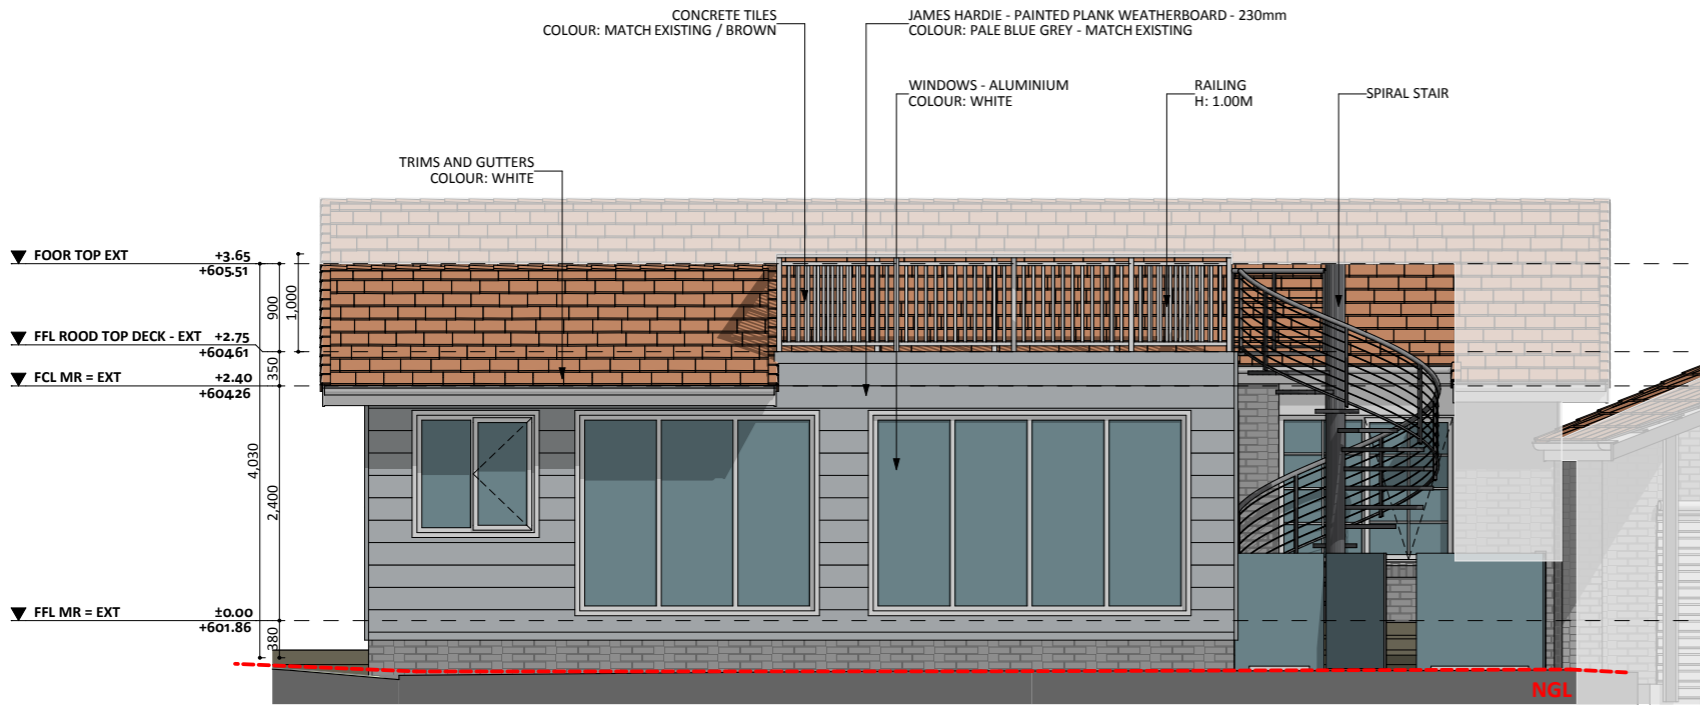 CONCRETE TILES
COLOUR: MATCH EXISTING / BROWN
JAMES HARDIE - PAINTED PLANK WEATHERBOARD - 230mm
COLOUR: PALE BLUE GREY - MATCH EXISTING
WINDOWS - ALUMINIUM
COLOUR: WHITE
RAILING
H: 1.00M
SPIRAL STAIR
TRIMS AND GUTTERS
COLOUR: WHITE
FOOR TOP EXT +3.65
+605.51
900
1,000
FFL ROOD TOP DECK - EXT +2.75
+604.61
350
FCL MR = EXT +2.40
+604.26
4,030
2,400
FFL MR = EXT ±0.00
+601.86
380
NGL